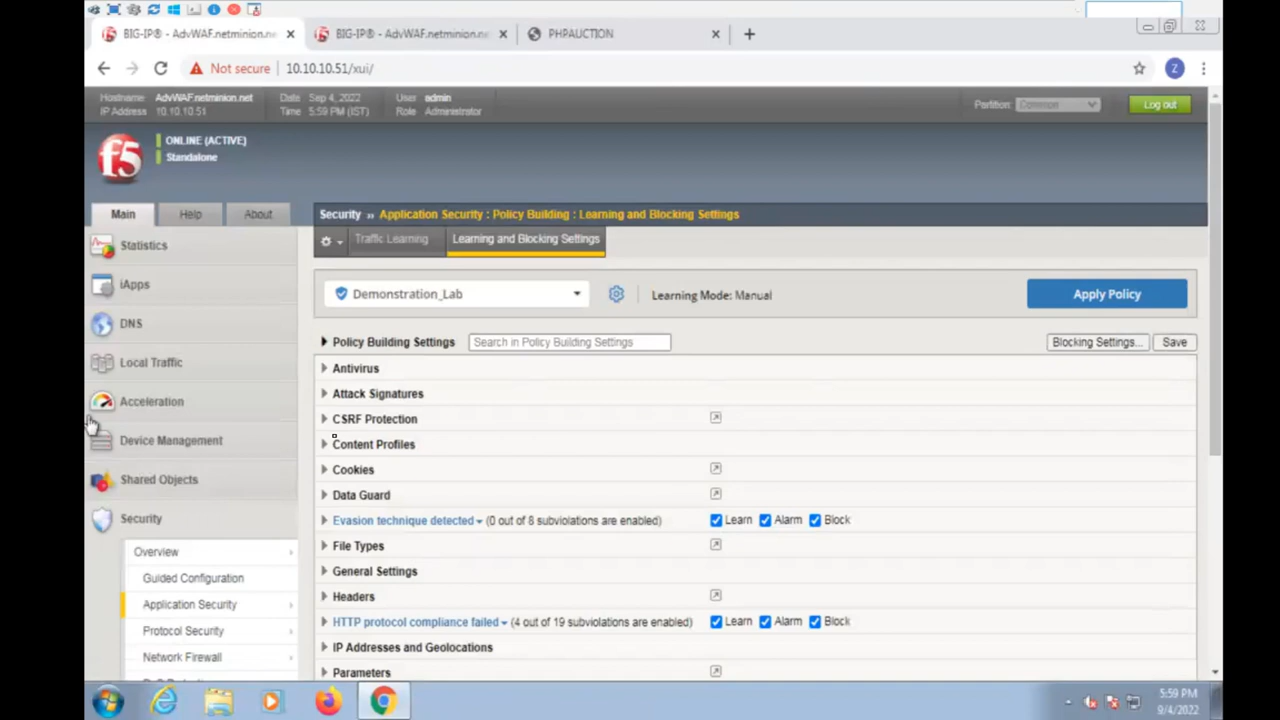 BIG-IP® - AdvWAF.netminion.ne
BIG-IP® - AdvWAF.netminion.ne
PHPAUCTION
Not secure
10.10.10.51/xui/
Z
Hostname AdvWAF.netminion.net
IP Address 10.10.10.51
Date Sep 4, 2022
Time 5:59 PM (IST)
User admin
Role Administrator
Partition: Common
Log out
f5
ONLINE (ACTIVE)
Standalone
Main
Help
About
Statistics
iApps
DNS
Local Traffic
Acceleration
Device Management
Shared Objects
Security
Overview
Guided Configuration
Application Security
Protocol Security
Network Firewall
Security » Application Security : Policy Building : Learning and Blocking Settings
Traffic Learning
Learning and Blocking Settings
Demonstration_Lab
Learning Mode: Manual
Apply Policy
Policy Building Settings
Search in Policy Building Settings
Blocking Settings...
Save
Antivirus
Attack Signatures
CSRF Protection
Content Profiles
Cookies
Data Guard
Evasion technique detected (0 out of 8 subviolations are enabled) Learn Alarm Block
File Types
General Settings
Headers
HTTP protocol compliance failed (4 out of 19 subviolations are enabled) Learn Alarm Block
IP Addresses and Geolocations
Parameters
5:59 PM
9/4/2022